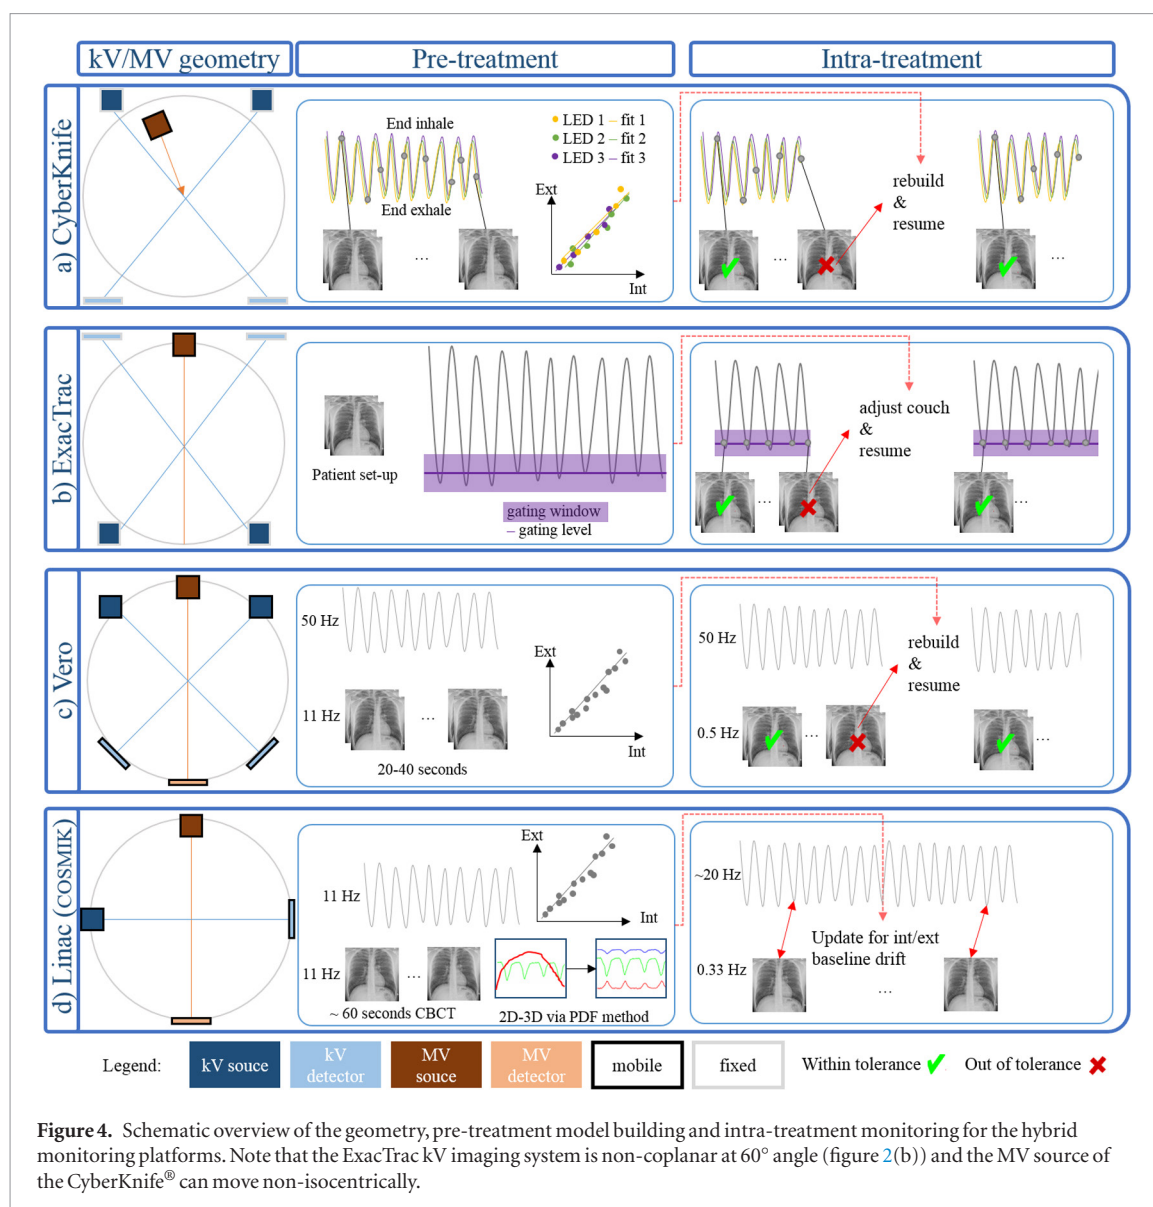 kV/MV geometry
Pre-treatment
Intra-treatment
a) CyberKnife
End inhale
End exhale
LED 1 – fit 1
LED 2 – fit 2
LED 3 – fit 3
Ext
Int
...
rebuild
&
resume
...
...
b) ExacTrac
Patient set-up
gating window
– gating level
adjust couch
&
resume
...
...
c) Vero
50 Hz
11 Hz
...
20-40 seconds
Ext
Int
50 Hz
0.5 Hz
...
rebuild
&
resume
...
d) Linac (COSMIK)
11 Hz
11 Hz
...
~ 60 seconds CBCT
Ext
Int
2D-3D via PDF method
~20 Hz
Update for int/ext
baseline drift
0.33 Hz
...
Legend:
kV souce
kV
detector
MV
souce
MV
detector
mobile
fixed
Within tolerance
Out of tolerance
Figure 4. Schematic overview of the geometry, pre-treatment model building and intra-treatment monitoring for the hybrid
monitoring platforms. Note that the ExacTrac kV imaging system is non-coplanar at 60° angle (figure 2(b)) and the MV source of
the CyberKnife® can move non-isocentrically.